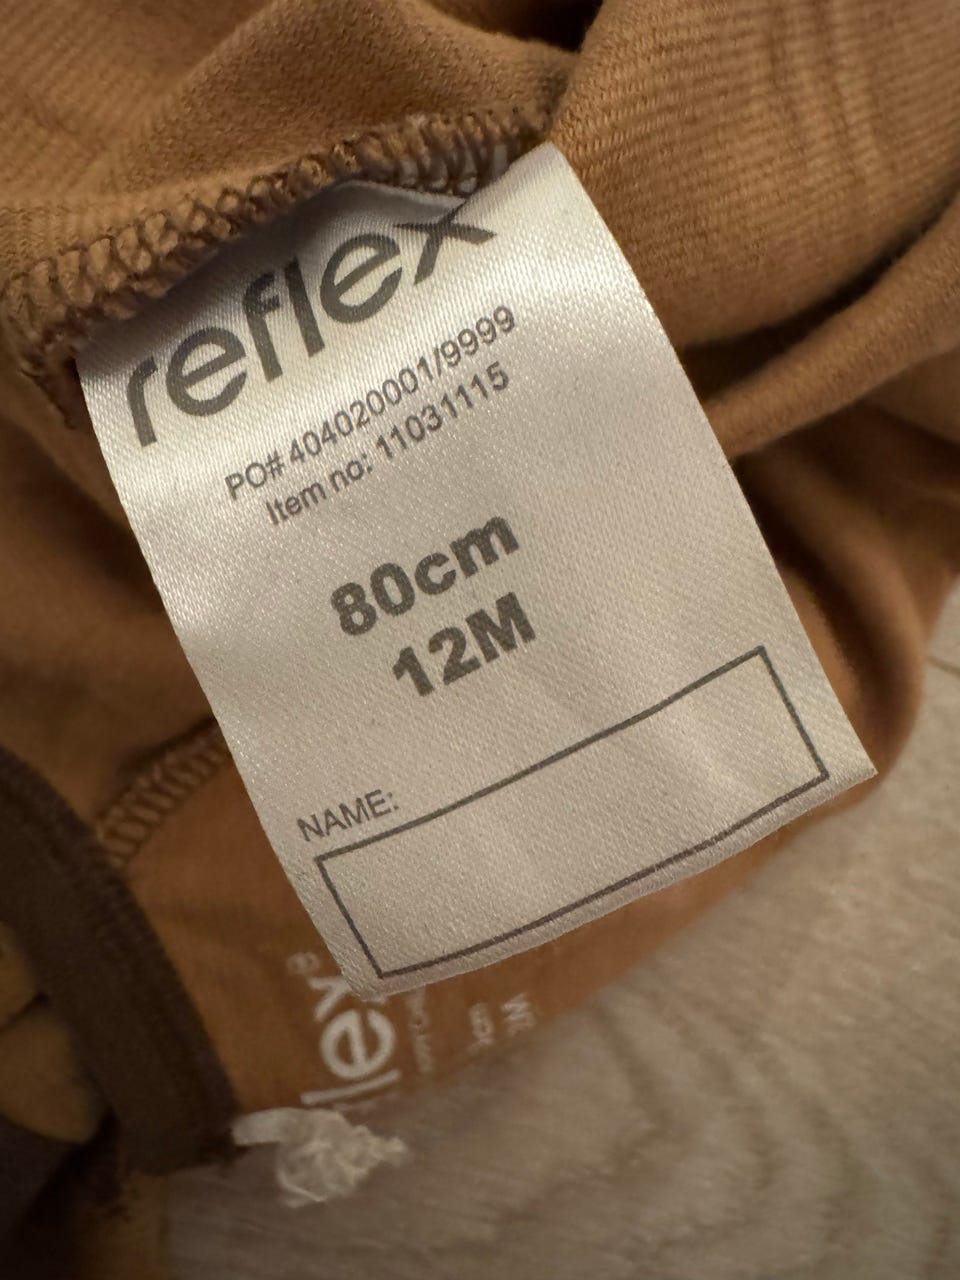 reflex
PO# 404020001/9999
Item no: 11031115
80cm
12M
NAME: